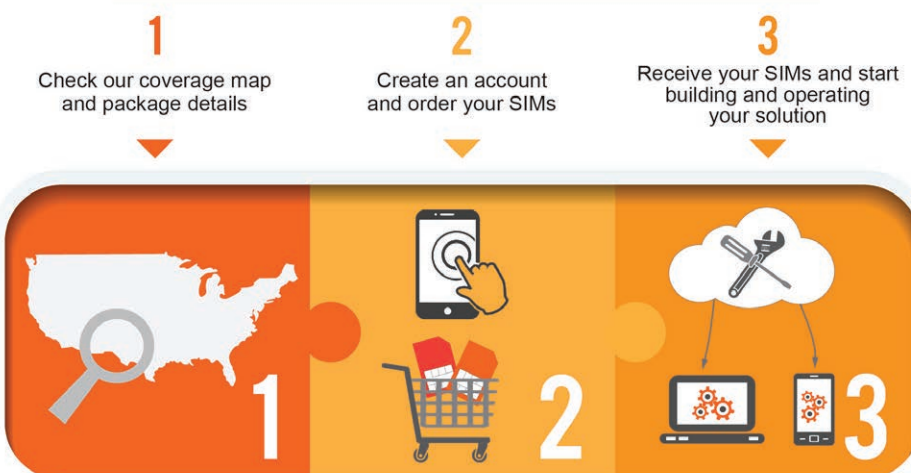 1
Check our coverage map
and package details
2
Create an account
and order your SIMs
3
Receive your SIMs and start
building and operating
your solution
1
2
3